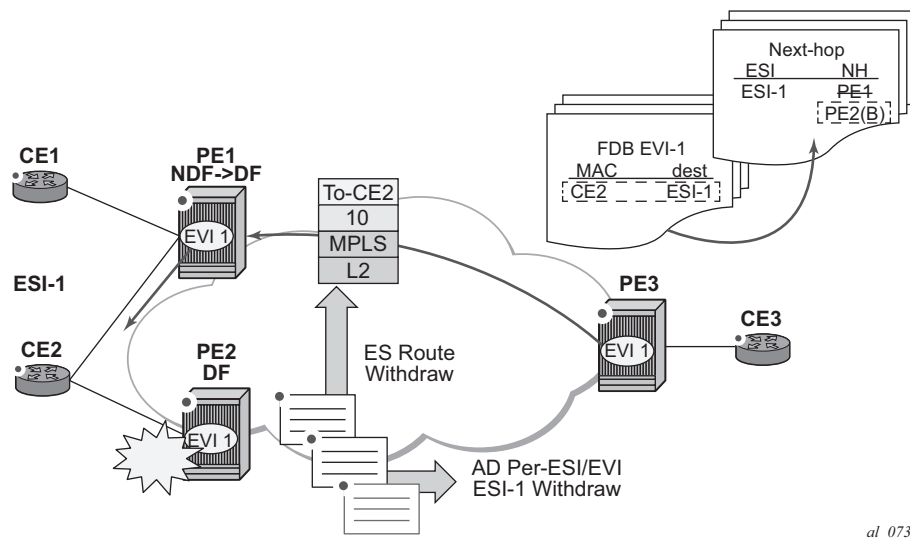 Next-hop
ESI NH
ESI-1 PE1
PE2(B)
FDB EVI-1
MAC dest
CE2 ESI-1
CE1
PE1
NDF->DF
EVI 1
To-CE2
10
MPLS
L2
ESI-1
PE3
EVI 1
CE3
CE2
PE2
DF
EVI 1
ES Route
Withdraw
AD Per-ESI/EVI
ESI-1 Withdraw
al_073